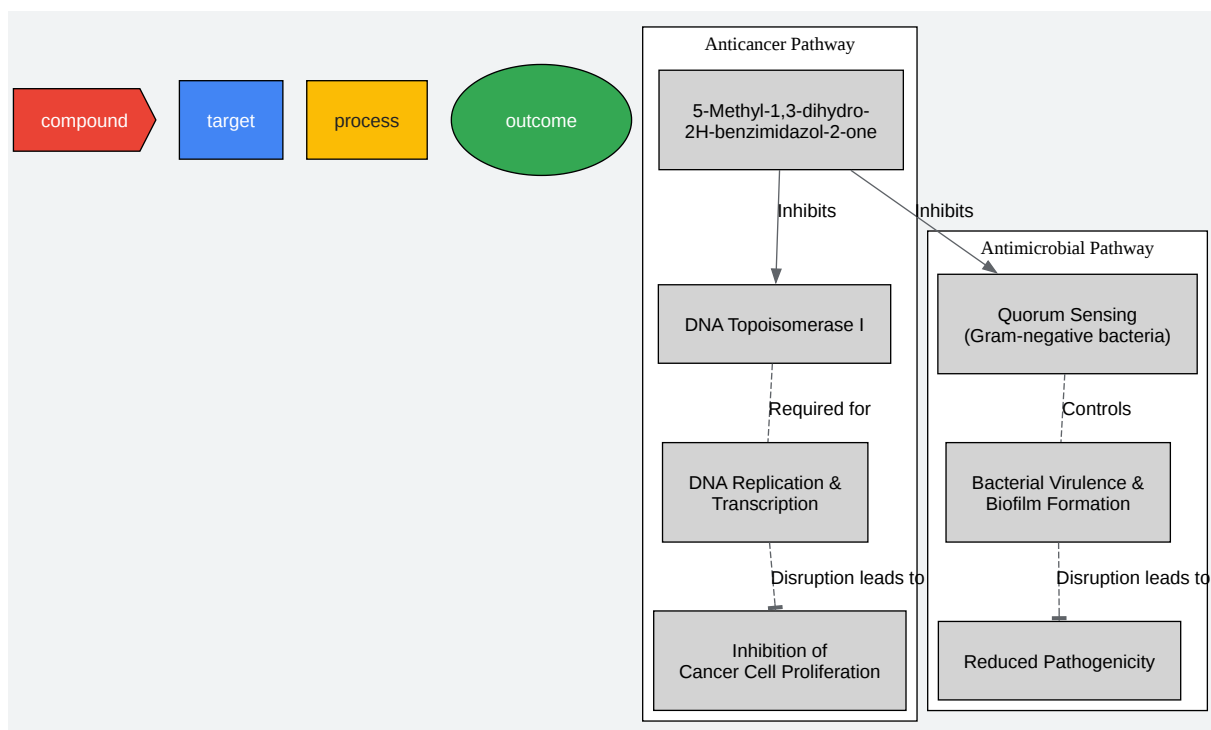 compound
target
process
outcome
Anticancer Pathway
5-Methyl-1,3-dihydro-
2H-benzimidazol-2-one
Inhibits
Inhibits
DNA Topoisomerase I
Required for
DNA Replication &
Transcription
Disruption leads to
Inhibition of
Cancer Cell Proliferation
Antimicrobial Pathway
Quorum Sensing
(Gram-negative bacteria)
Controls
Bacterial Virulence &
Biofilm Formation
Disruption leads to
Reduced Pathogenicity